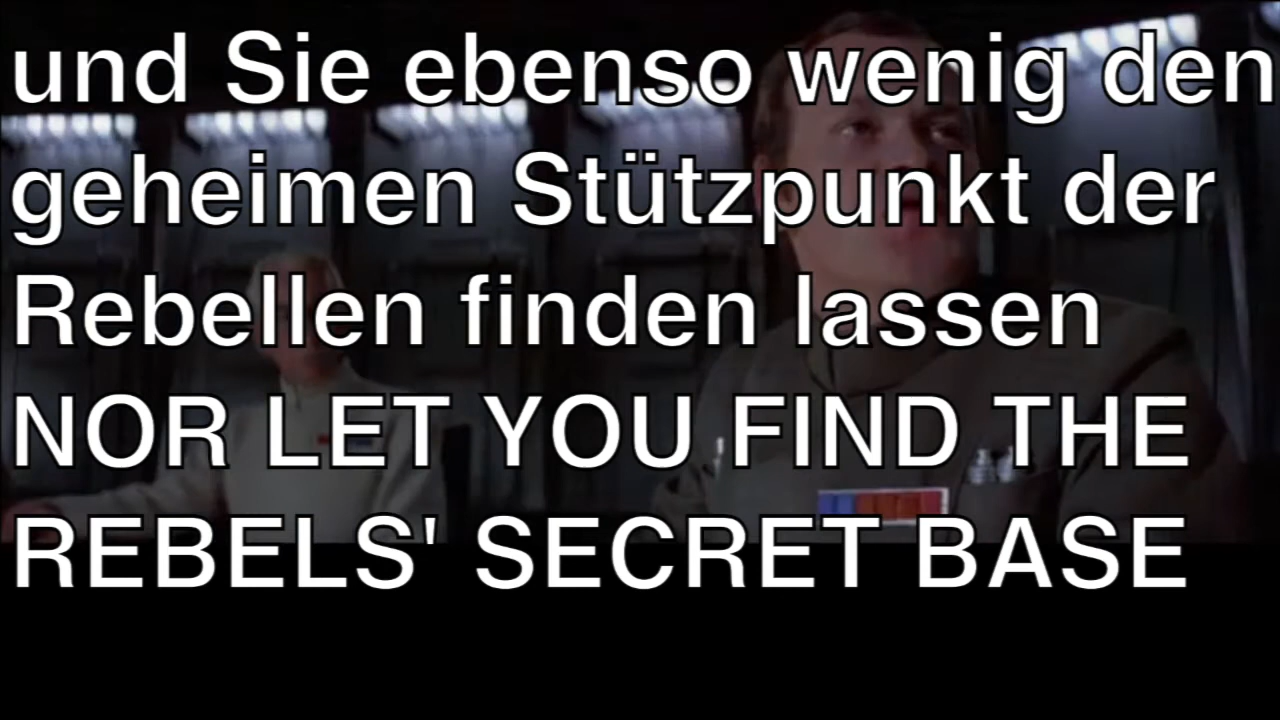 und Sie ebenso wenig den
geheimen Stützpunkt der
Rebellen finden lassen
NOR LET YOU FIND THE
REBELS' SECRET BASE